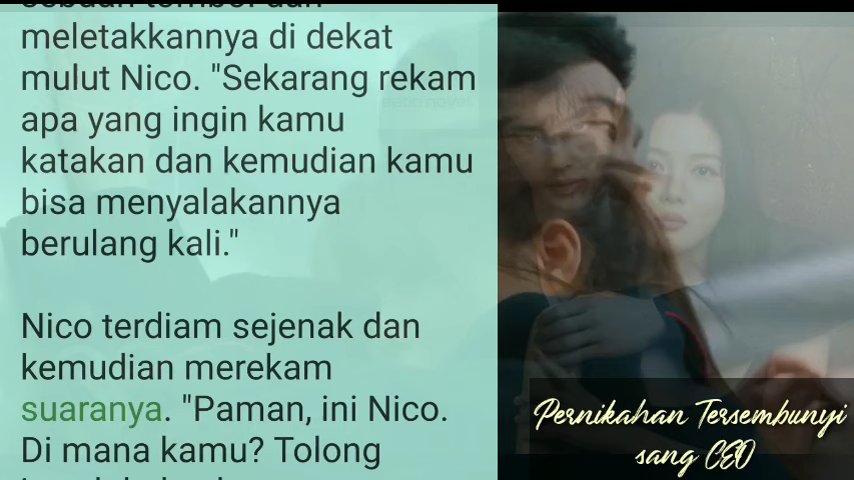 meletakkannya di dekat
mulut Nico. "Sekarang rekam
apa yang ingin kamu
katakan dan kemudian kamu
bisa menyalakannya
berulang kali."
Nico terdiam sejenak dan
kemudian merekam
suaranya. "Paman, ini Nico.
Di mana kamu? Tolong
Pernikahan Tersembunyi
sang CEO